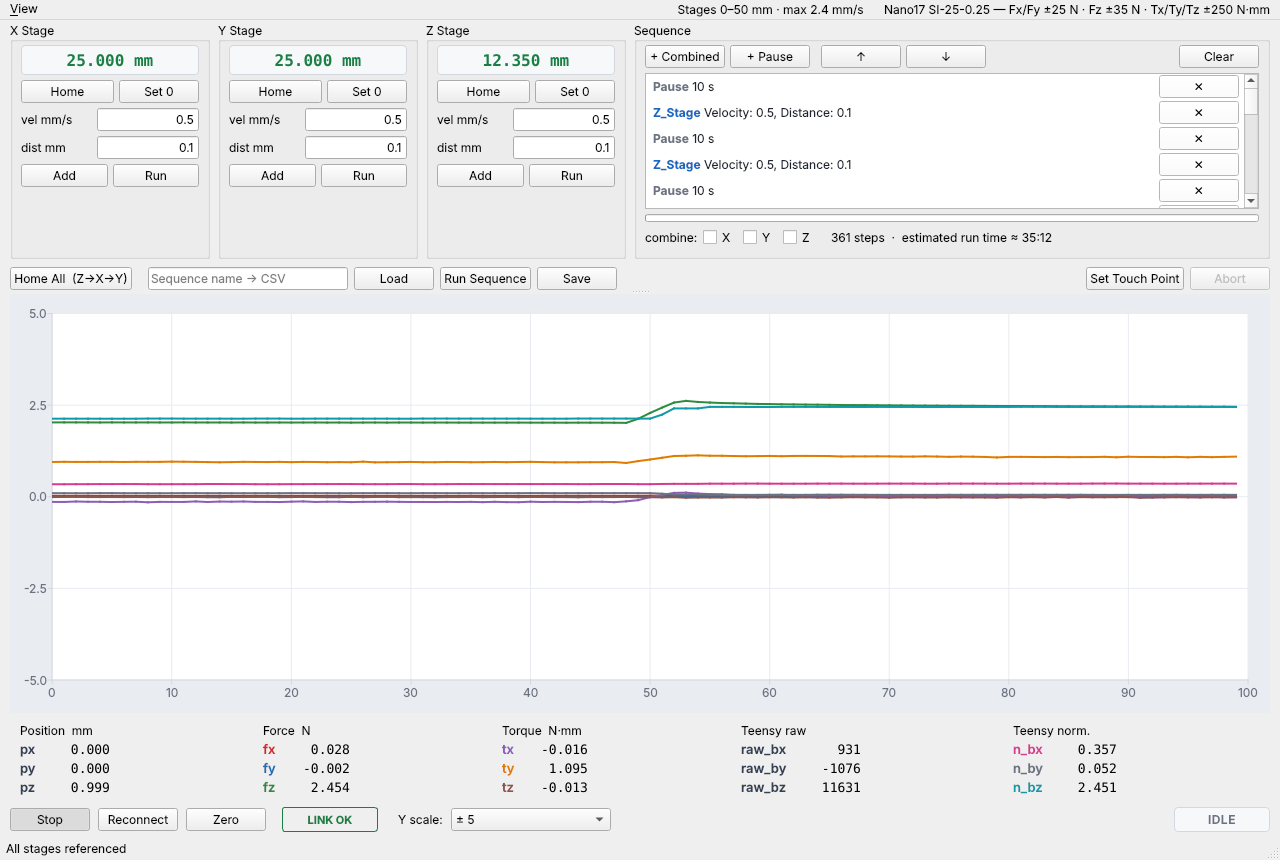 View
Stages 0–50 mm · max 2.4 mm/s Nano17 SI-25-0.25 — Fx/Fy ±25 N · Fz ±35 N · Tx/Ty/Tz ±250 N·mm
X Stage Y Stage Z Stage Sequence
25.000 mm 25.000 mm 12.350 mm + Combined + Pause ↑ ↓ Clear
Home Set 0 Home Set 0 Home Set 0 Pause 10 s ✕
vel mm/s 0.5 vel mm/s 0.5 vel mm/s 0.5 Z_Stage Velocity: 0.5, Distance: 0.1 ✕
dist mm 0.1 dist mm 0.1 dist mm 0.1 Pause 10 s ✕
Add Run Add Run Add Run Z_Stage Velocity: 0.5, Distance: 0.1 ✕
Pause 10 s ✕
combine: X Y Z 361 steps · estimated run time ≈ 35:12
Home All (Z→X→Y) Sequence name → CSV Load Run Sequence Save Set Touch Point Abort
5.0
2.5
0.0
-2.5
-5.0
0 10 20 30 40 50 60 70 80 90 100
Position mm Force N Torque N·mm Teensy raw Teensy norm.
px 0.000 fx 0.028 tx -0.016 raw_bx 931 n_bx 0.357
py 0.000 fy -0.002 ty 1.095 raw_by -1076 n_by 0.052
pz 0.999 fz 2.454 tz -0.013 raw_bz 11631 n_bz 2.451
Stop Reconnect Zero LINK OK Y scale: ± 5 IDLE
All stages referenced